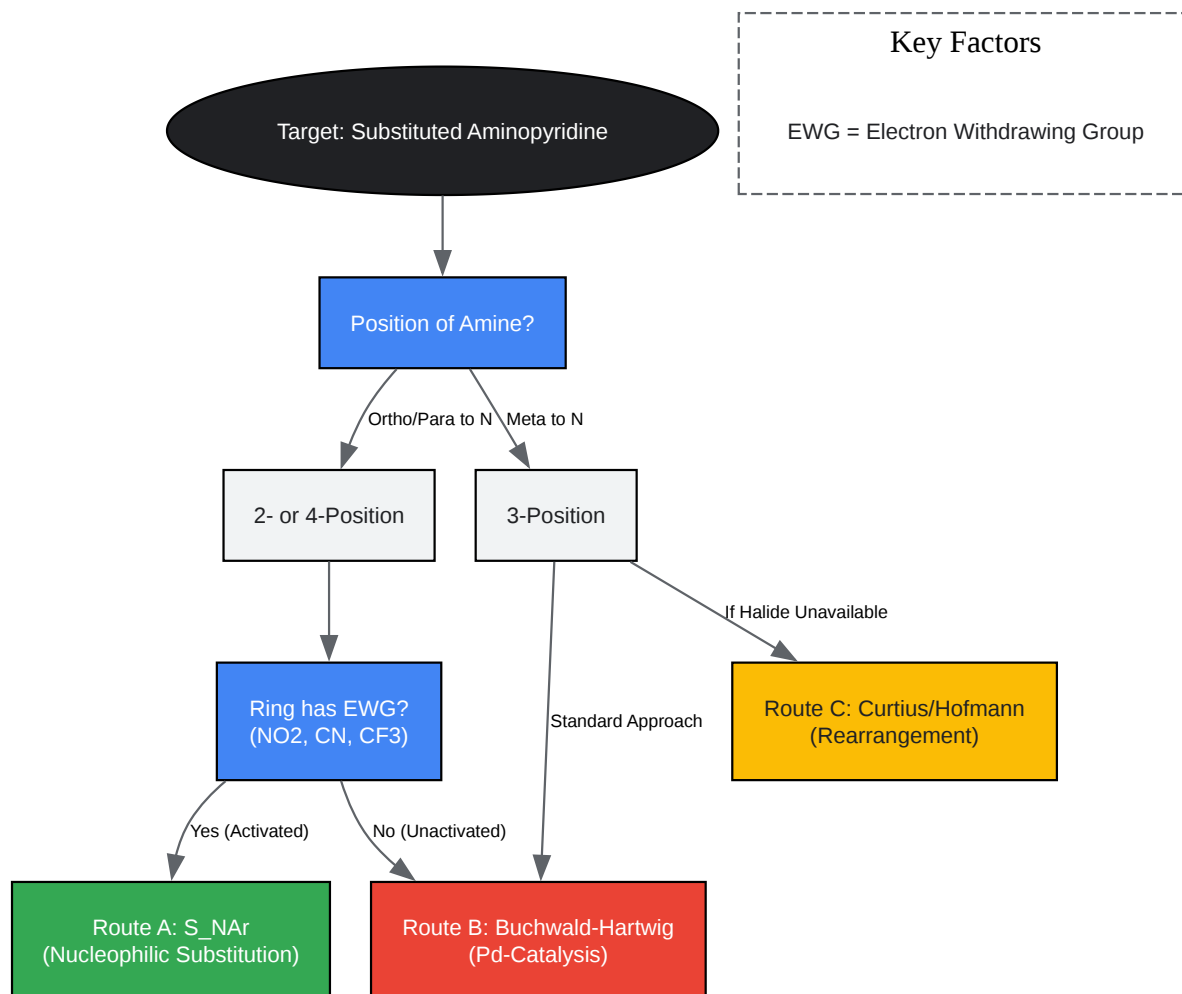 Key Factors
EWG = Electron Withdrawing Group
Target: Substituted Aminopyridine
Position of Amine?
Ortho/Para to N
Meta to N
2- or 4-Position
3-Position
If Halide Unavailable
Ring has EWG?
(NO2, CN, CF3)
Standard Approach
Route C: Curtius/Hofmann
(Rearrangement)
Yes (Activated)
No (Unactivated)
Route A: S_NAr
(Nucleophilic Substitution)
Route B: Buchwald-Hartwig
(Pd-Catalysis)